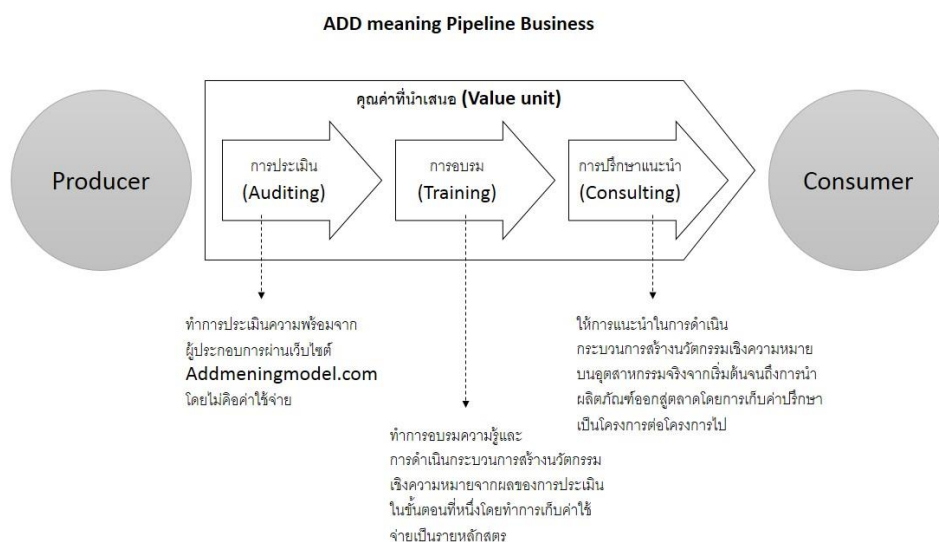 ADD meaning Pipeline Business
คุณค่าที่นำเสนอ (Value unit)
Producer
การประเมิน
(Auditing)
การอบรม
(Training)
การปรึกษาแนะนำ
(Consulting)
Consumer
ทำการประเมินความพร้อมจาก
ผู้ประกอบการผ่านเว็บไซต์
Addmeningmodel.com
โดยไม่คิอค่าใช้จ่าย
ทำการอบรมความรู้และ
การดำเนินกระบวนการสร้างนวัตกรรม
เชิงความหมายจากผลของการประเมิน
ในขั้นตอนที่หนึ่งโดยทำการเก็บค่าใช้
จ่ายเป็นรายหลักสูตร
ให้การแนะนำในการดำเนิน
กระบวนการสร้างนวัตกรรมเชิงความหมาย
บนอุตสาหกรรมจริงจากเริ่มต้นจนถึงการนำ
ผลิตภัณฑ์ออกสู่ตลาดโดยการเก็บค่าปรึกษา
เป็นโครงการต่อโครงการไป